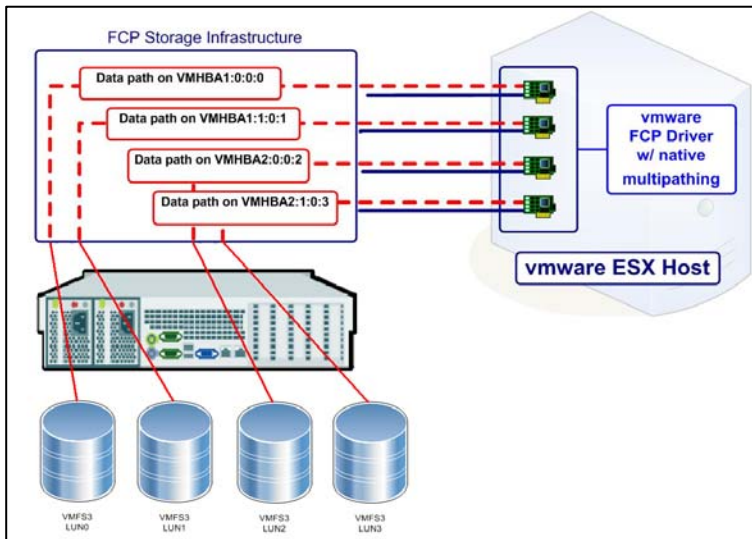 FCP Storage Infrastructure
Data path on VMHBA1:0:0:0
Data path on VMHBA1:1:0:1
Data path on VMHBA2:0:0:2
Data path on VMHBA2:1:0:3
vmware
FCP Driver
w/ native
multipathing
vmware ESX Host
VMFS3
LUN0
VMFS3
LUN1
VMFS3
LUN2
VMFS3
LUN3